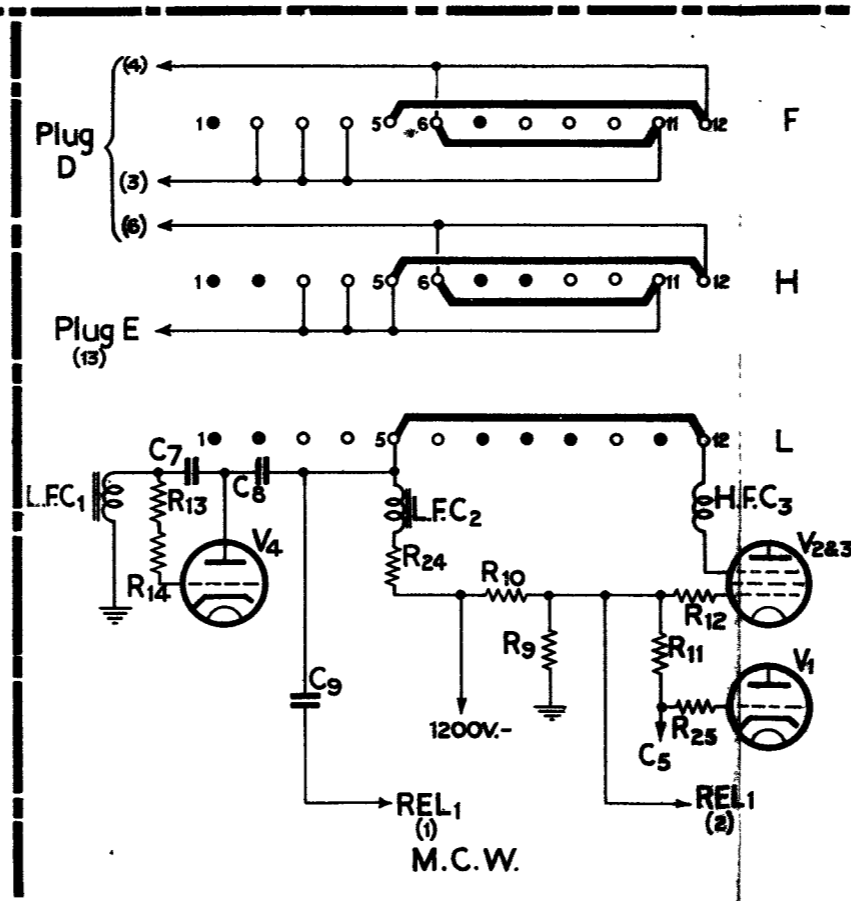 (4)
Plug D
1 5 6 11 12 F
(3)
(6)
1 5 6 11 12 H
Plug E
(13)
1 5 12 L
C7
L.F.C1 R13 C8 L.F.C2 H.F.C3
V4 V2&3
R14 R24 R10 R12
R9 R11 V1
C9
1200V.- R25
C5
REL1 REL1
(1) (2)
M.C.W.